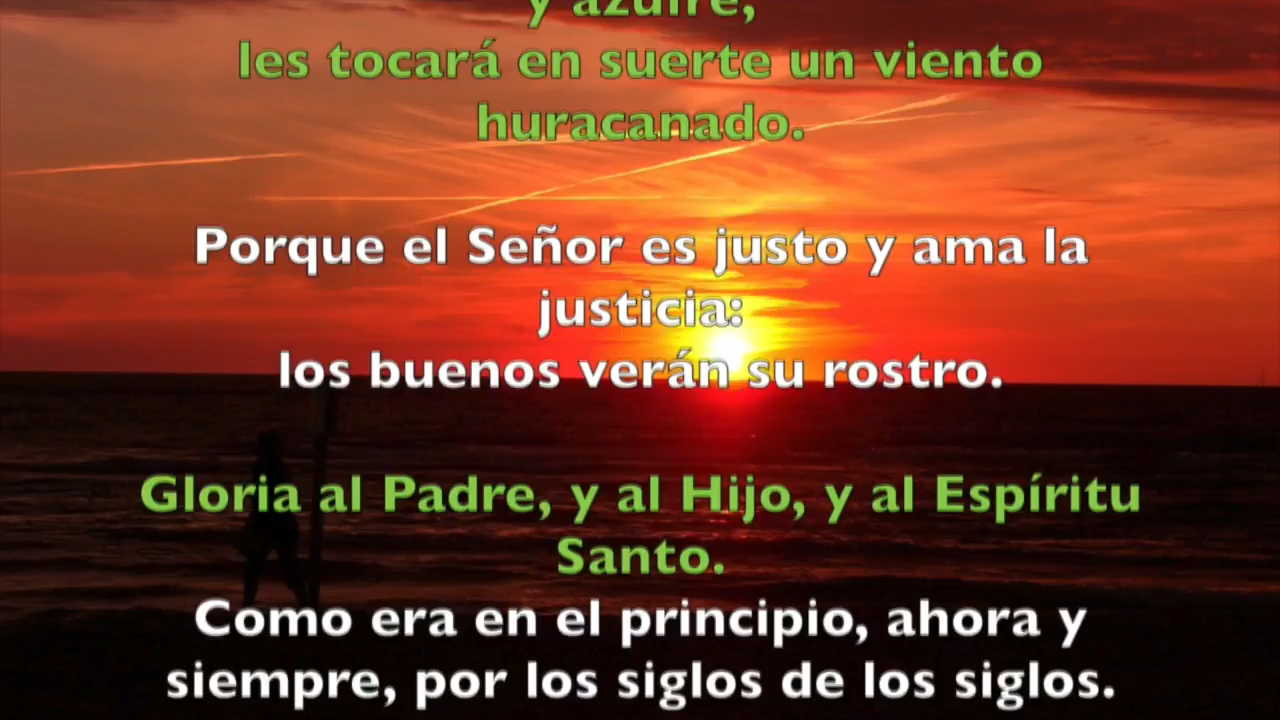 y azufre,
les tocará en suerte un viento
huracanado.
Porque el Señor es justo y ama la
justicia:
los buenos verán su rostro.
Gloria al Padre, y al Hijo, y al Espíritu
Santo.
Como era en el principio, ahora y
siempre, por los siglos de los siglos.